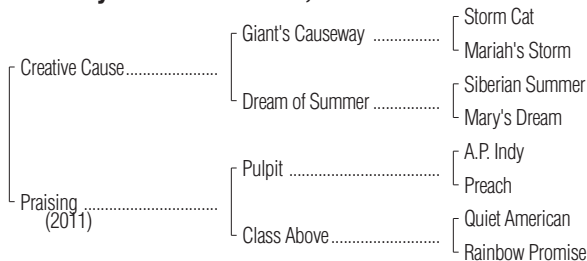 Storm Cat
Giant's Causeway ................
Mariah's Storm
Creative Cause......................
Siberian Summer
Dream of Summer ................
Mary's Dream
A.P. Indy
Pulpit ....................................
Preach
Praising ................................
(2011)
Quiet American
Class Above..........................
Rainbow Promise